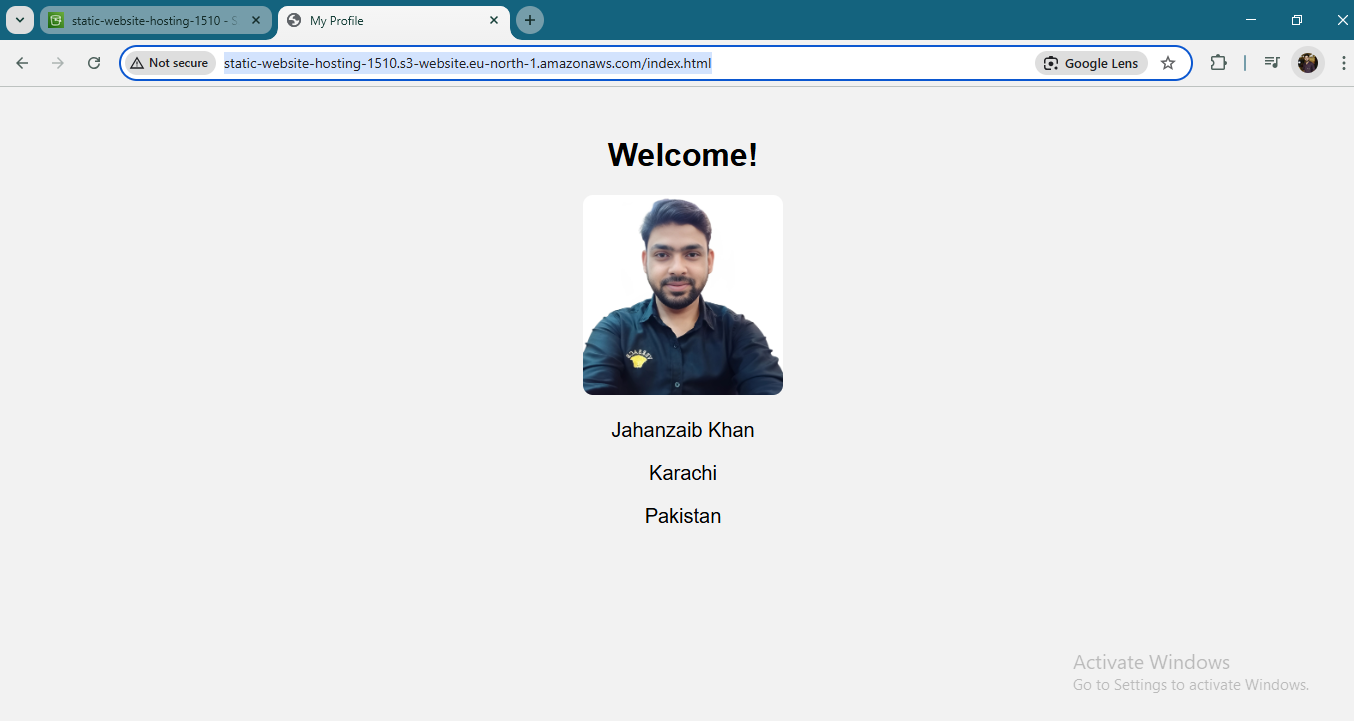 static-website-hosting-1510 - S
My Profile
Not secure
static-website-hosting-1510.s3-website.eu-north-1.amazonaws.com/index.html
Google Lens
Welcome!
Jahanzaib Khan
Karachi
Pakistan
Activate Windows
Go to Settings to activate Windows.